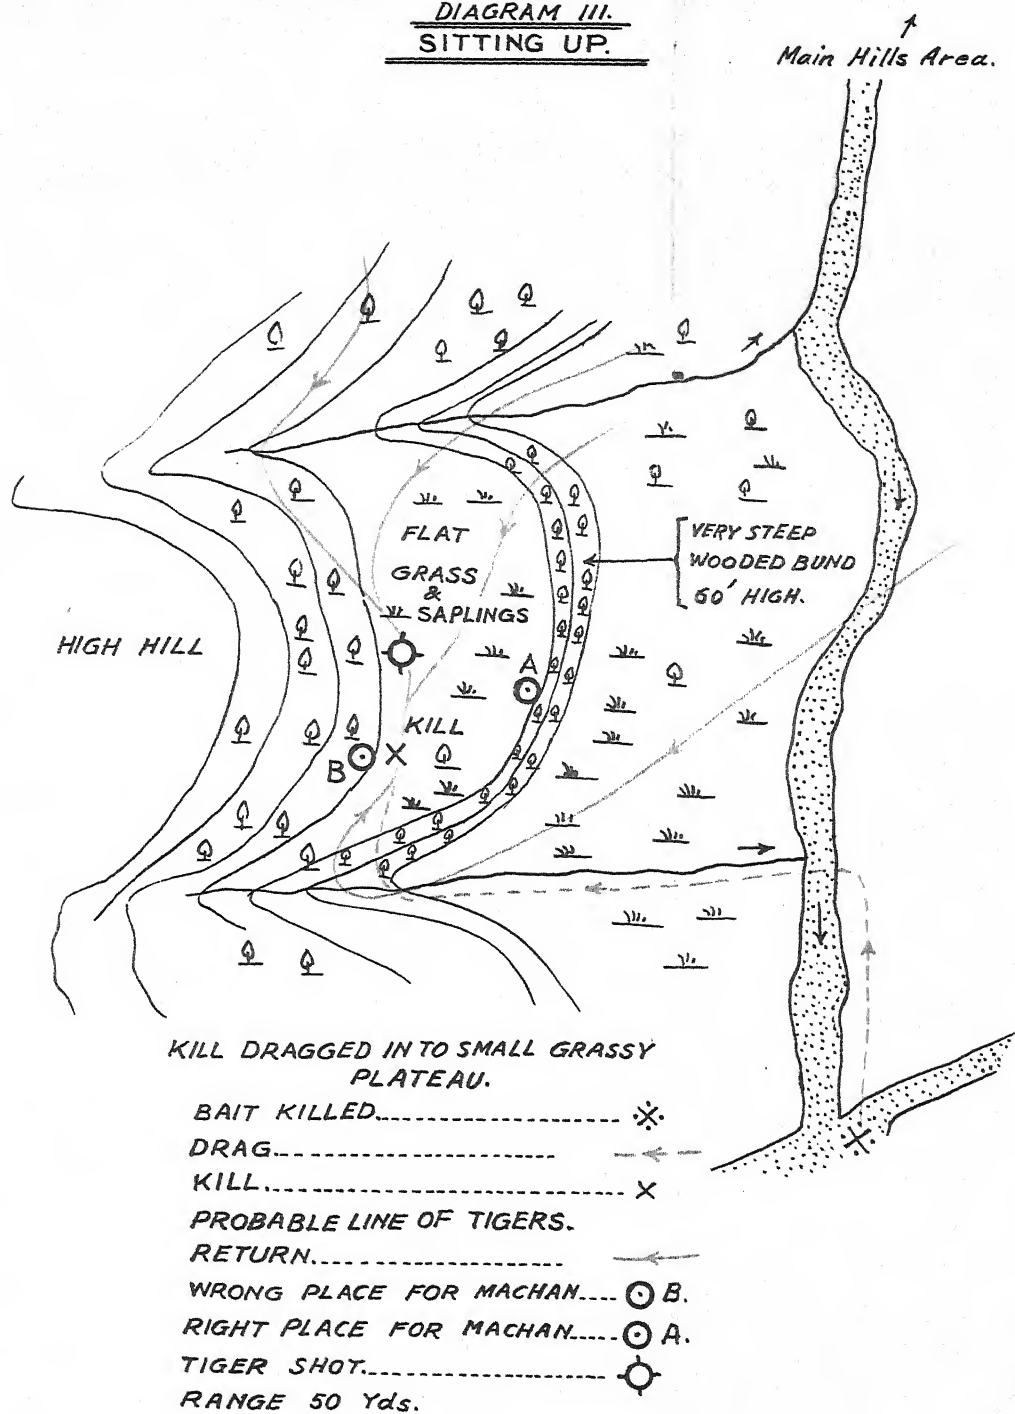 DIAGRAM III.
SITTING UP.
Main Hills Area.
FLAT
GRASS
&
SAPLINGS
VERY STEEP
WOODED BUND
60' HIGH.
HIGH HILL
A
KILL
B
KILL DRAGGED IN TO SMALL GRASSY
PLATEAU.
BAIT KILLED
DRAG
KILL
PROBABLE LINE OF TIGERS.
RETURN
WRONG PLACE FOR MACHAN B.
RIGHT PLACE FOR MACHAN A.
TIGER SHOT
RANGE 50 Yds.